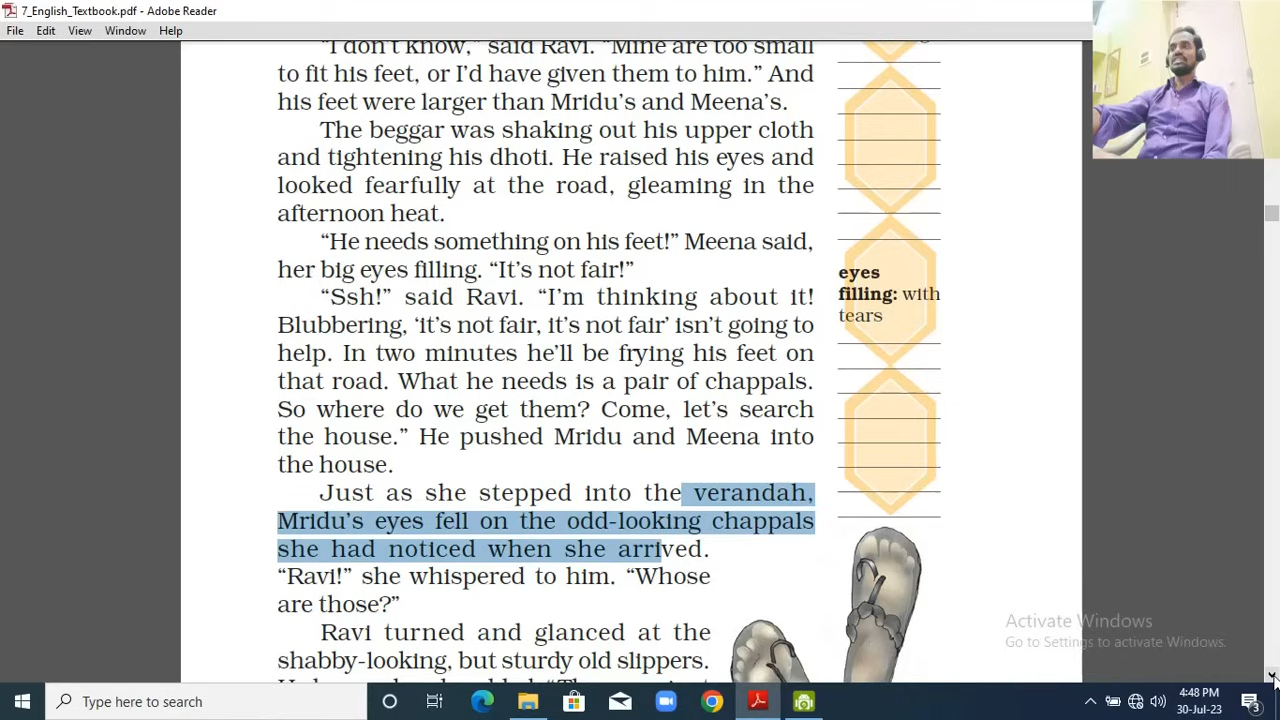 7_English_Textbook.pdf - Adobe Reader
File Edit View Window Help
"I don't know," said Ravi. "Mine are too small
to fit his feet, or I'd have given them to him." And
his feet were larger than Mridu's and Meena's.
The beggar was shaking out his upper cloth
and tightening his dhoti. He raised his eyes and
looked fearfully at the road, gleaming in the
afternoon heat.
"He needs something on his feet!" Meena said,
her big eyes filling. "It's not fair!"
"Ssh!" said Ravi. "I'm thinking about it!
Blubbering, 'it's not fair, it's not fair' isn't going to
help. In two minutes he'll be frying his feet on
that road. What he needs is a pair of chappals.
So where do we get them? Come, let's search
the house." He pushed Mridu and Meena into
the house.
Just as she stepped into the verandah,
Mridu's eyes fell on the odd-looking chappals
she had noticed when she arrived.
"Ravi!" she whispered to him. "Whose
are those?"
Ravi turned and glanced at the
shabby-looking, but sturdy old slippers.
eyes
filling: with
tears
Activate Windows
Go to Settings to activate Windows.
Type here to search
4:48 PM
30-Jul-23
3